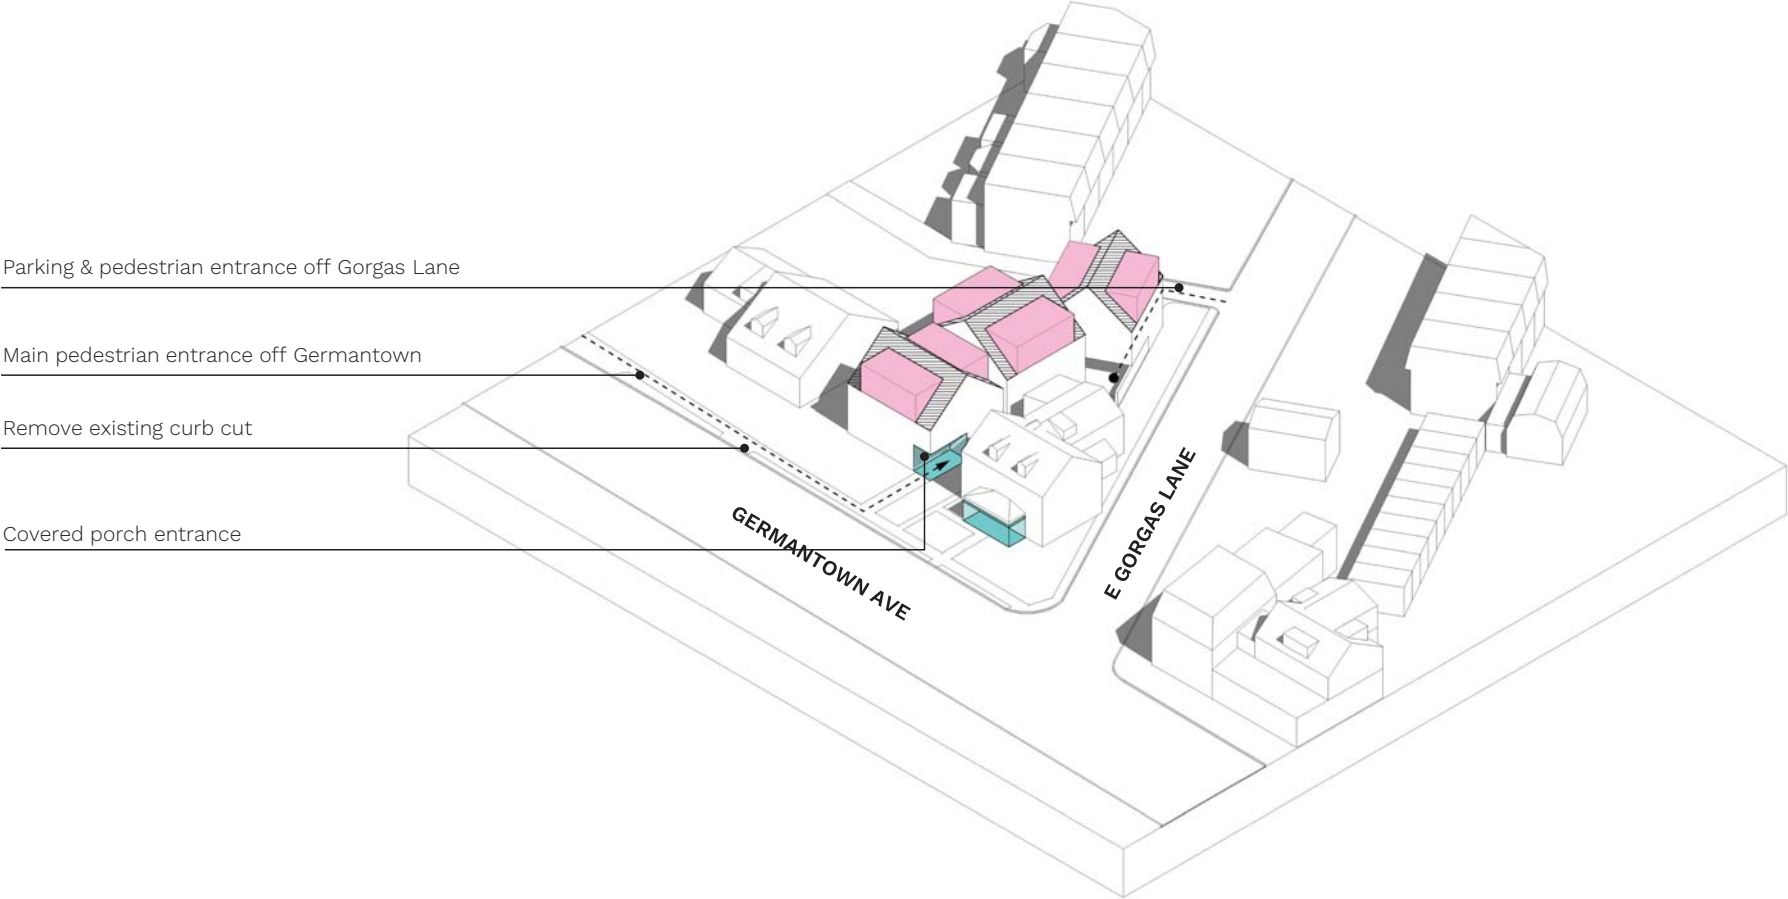 Parking & pedestrian entrance off Gorgas Lane
Main pedestrian entrance off Germantown
Remove existing curb cut
Covered porch entrance
GERMANTOWN AVE
E GORGAS LANE